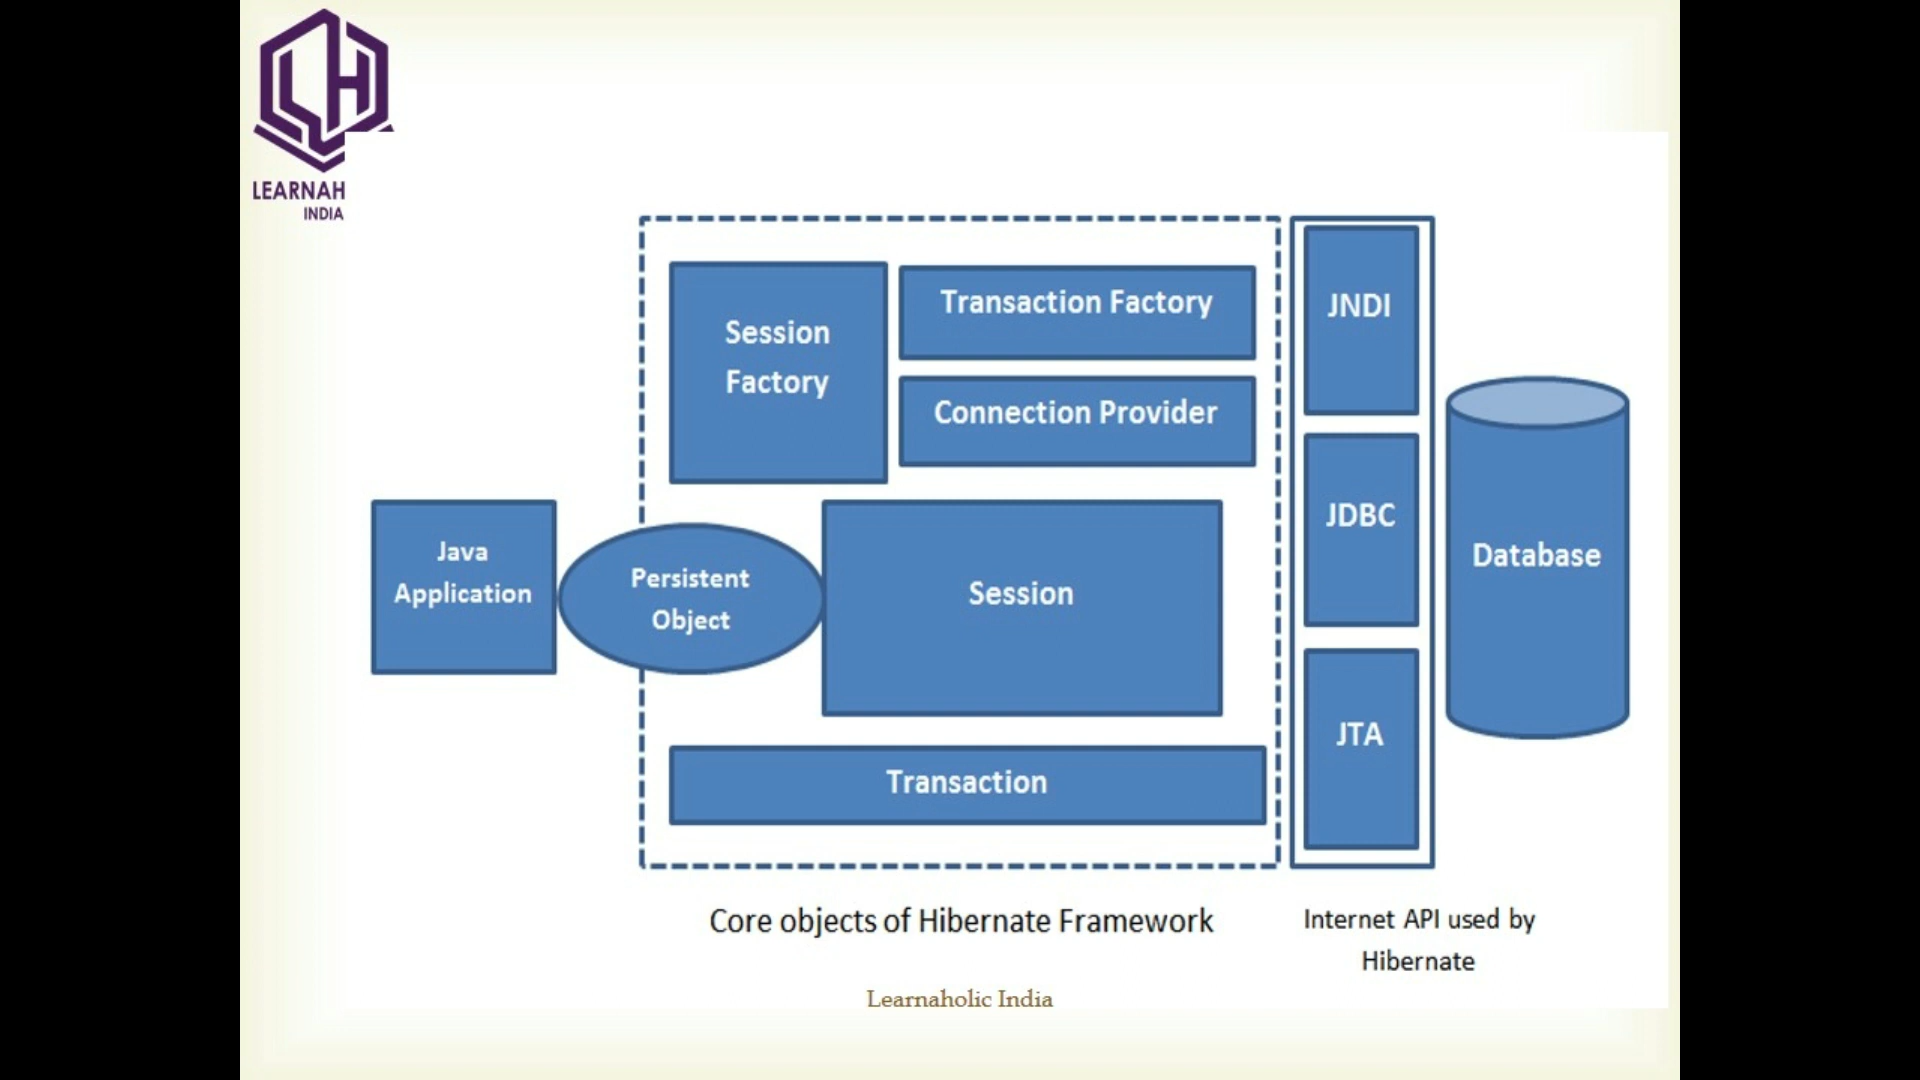 LEARNAH
INDIA
Session
Factory
Transaction Factory
Connection Provider
JNDI
JDBC
JTA
Database
Java
Application
Persistent
Object
Session
Transaction
Core objects of Hibernate Framework
Internet API used by
Hibernate
Learnaholic India